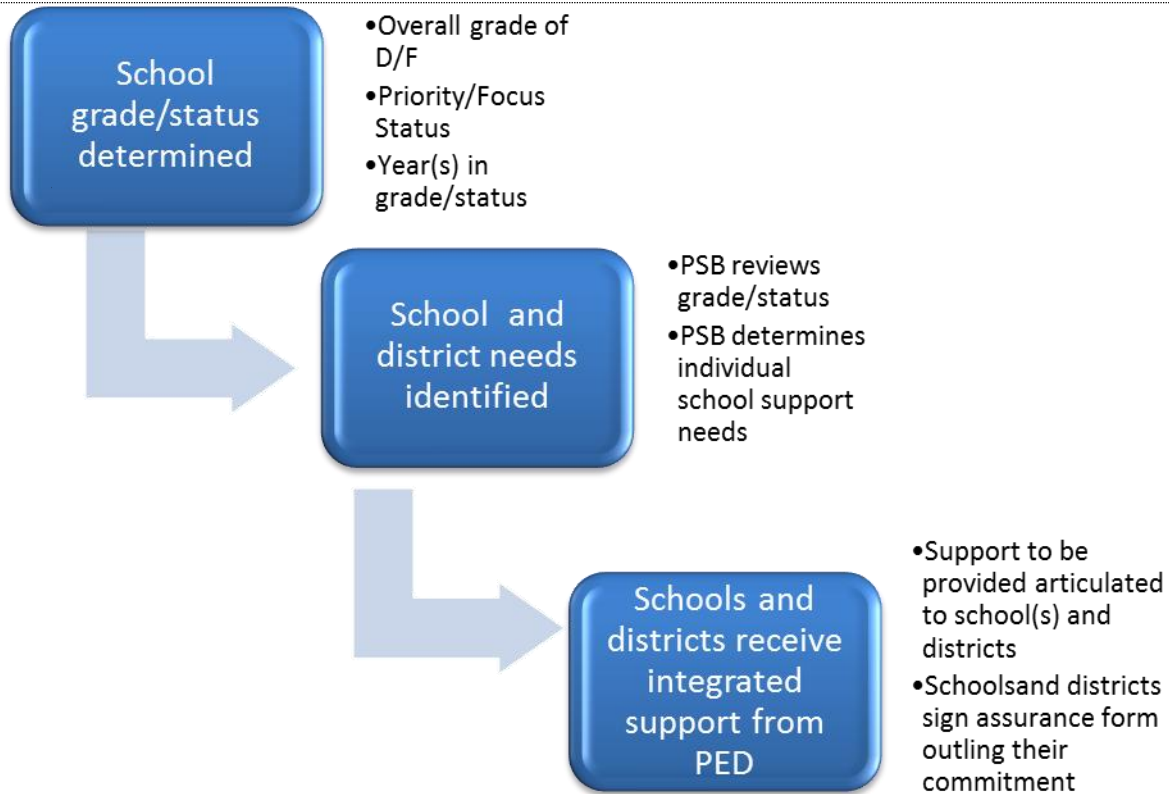 School
grade/status
determined
•Overall grade of
D/F
•Priority/Focus
Status
•Year(s) in
grade/status
School and
district needs
identified
•PSB reviews
grade/status
•PSB determines
individual
school support
needs
Schools and
districts receive
integrated
support from
PED
•Support to be
provided articulated
to school(s) and
districts
•Schoolsand districts
sign assurance form
outling their
commitment